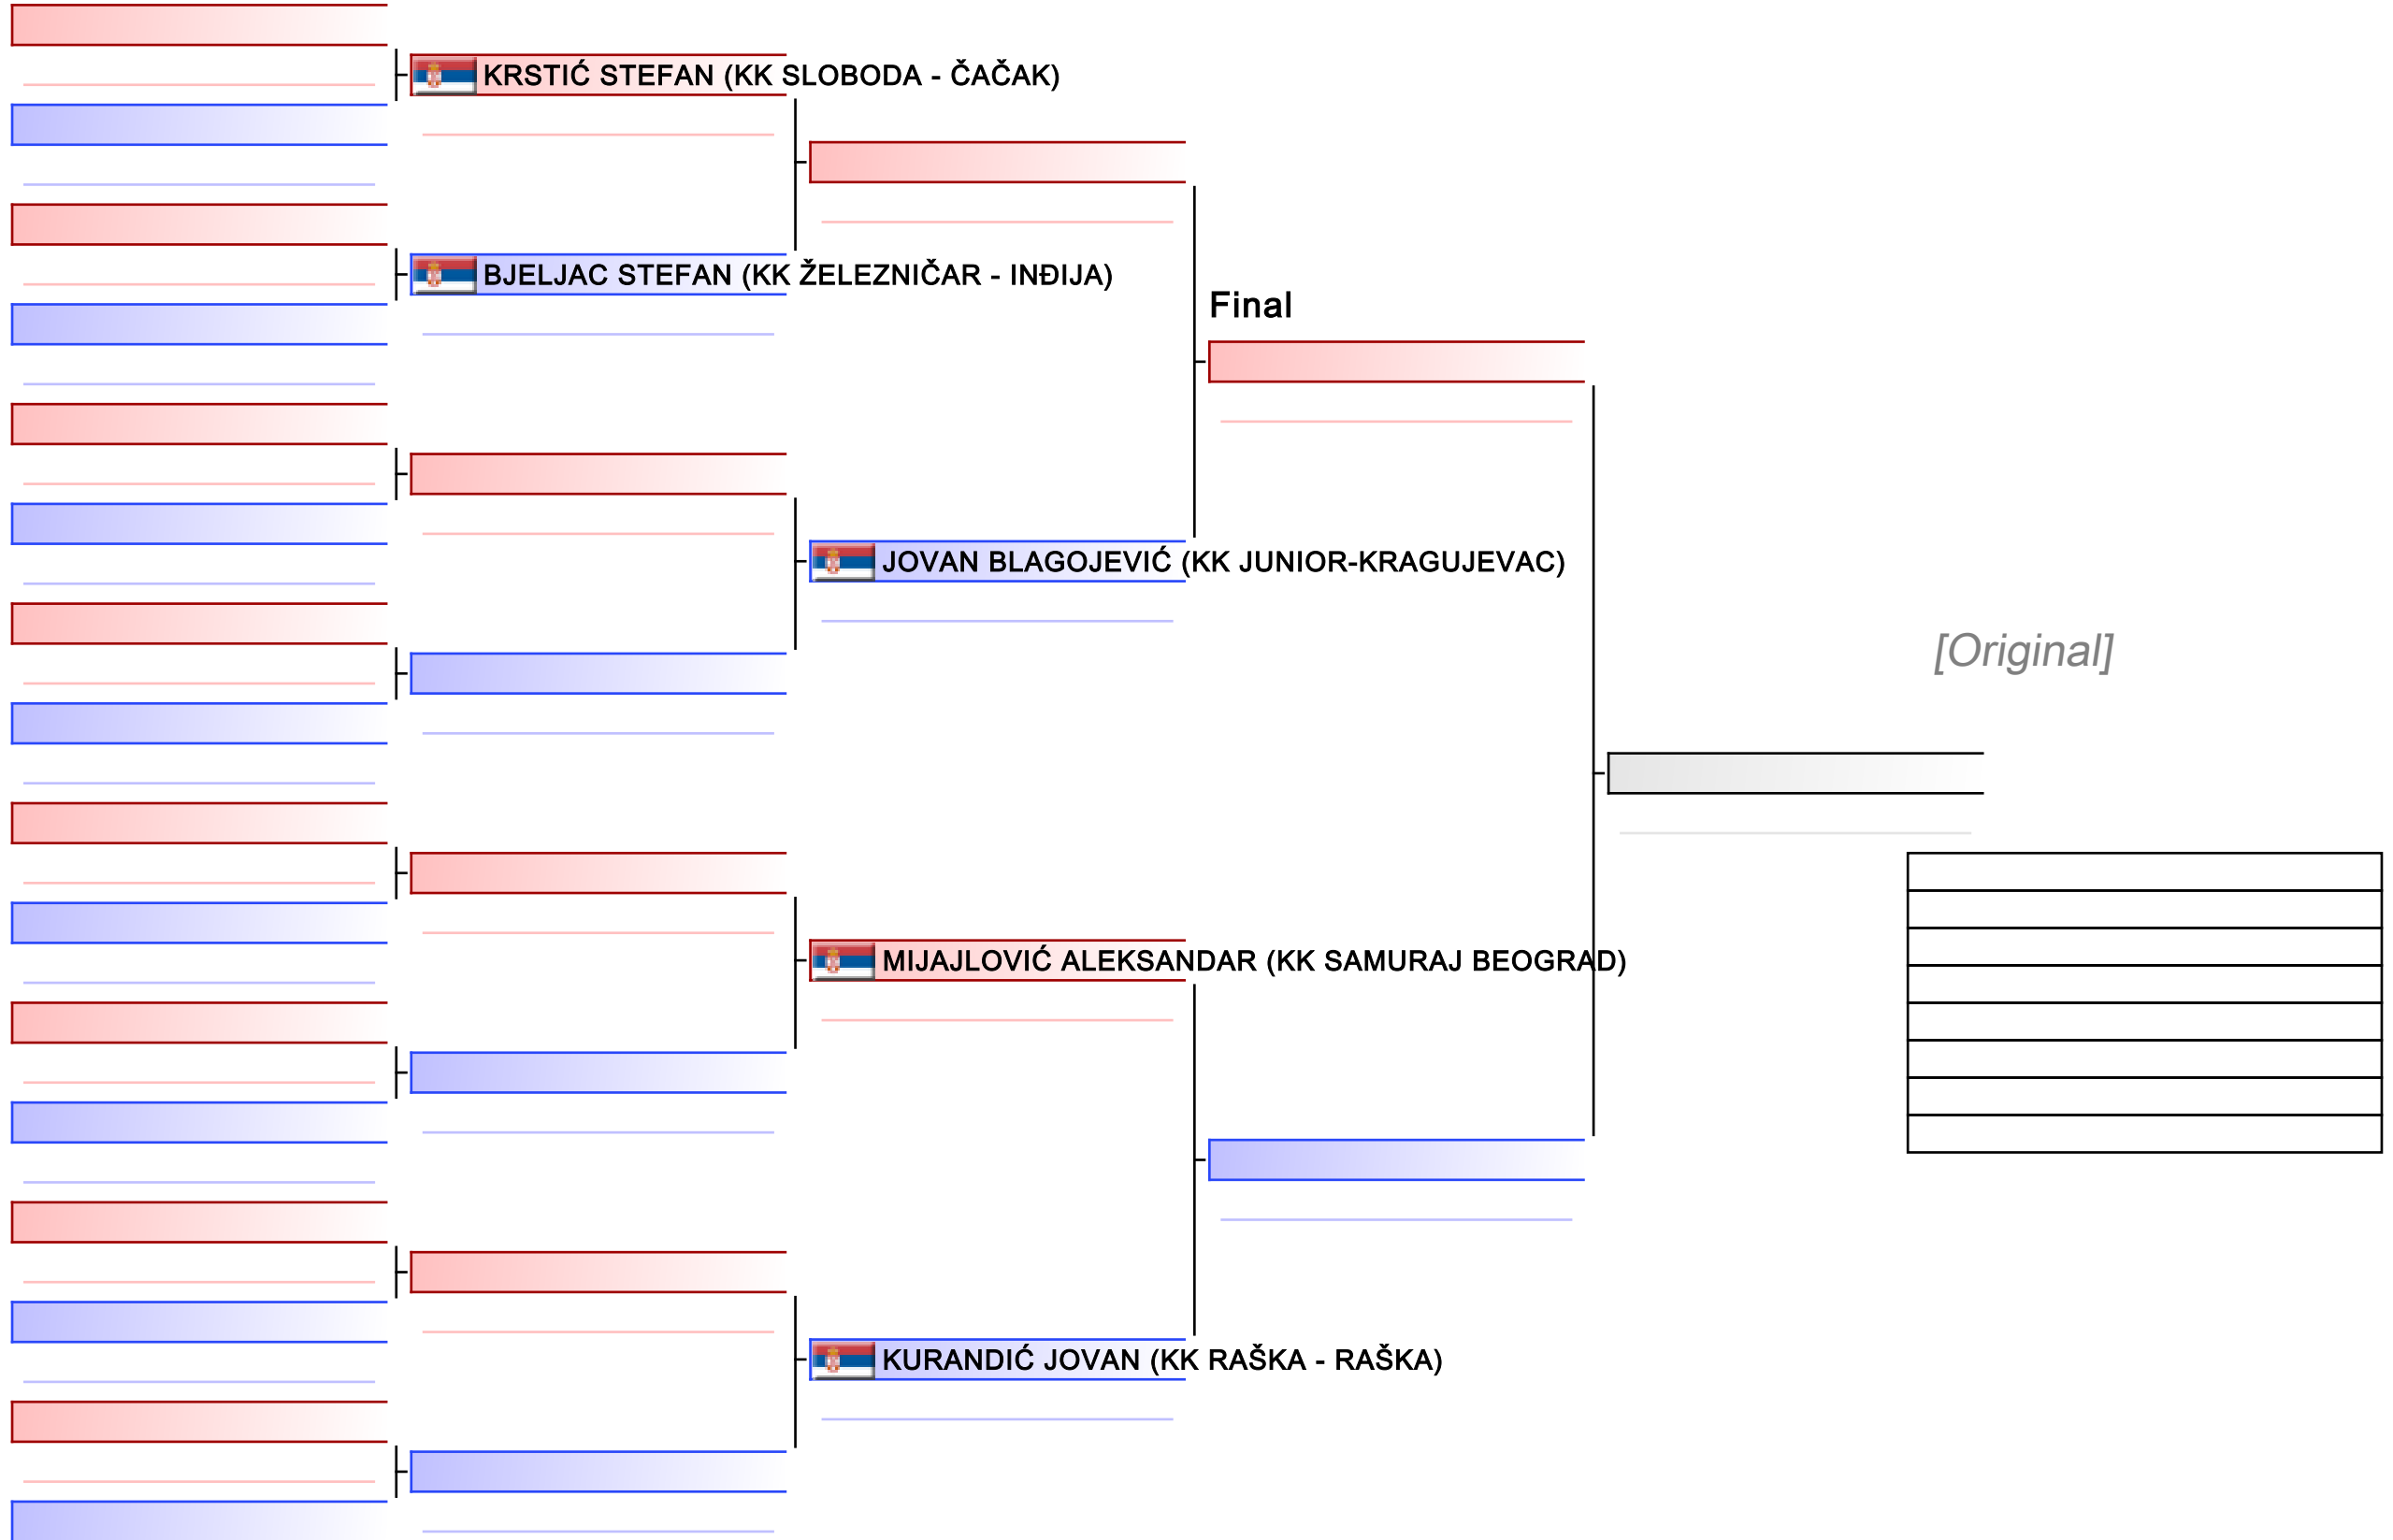 KRSTIĆ STEFAN (KK SLOBODA - ČAČAK)
BJELJAC STEFAN (KK ŽELEZNIČAR - INĐIJA)
Final
JOVAN BLAGOJEVIĆ (KK JUNIOR-KRAGUJEVAC)
[Original]
MIJAJLOVIĆ ALEKSANDAR (KK SAMURAJ BEOGRAD)
KURANDIĆ JOVAN (KK RAŠKA - RAŠKA)